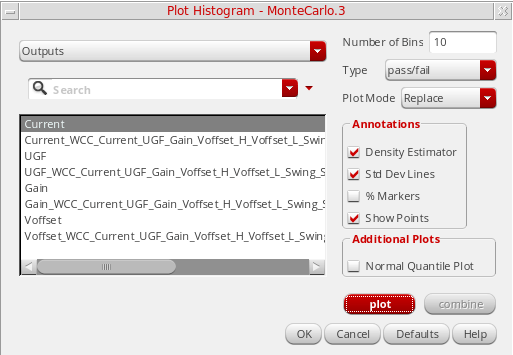 Plot Histogram - MonteCarlo.3
Outputs
Search
Current
Current_WCC_Current_UGF_Gain_Voffset_H_Voffset_L_Swing
UGF
UGF_WCC_Current_UGF_Gain_Voffset_H_Voffset_L_Swing_S
Gain
Gain_WCC_Current_UGF_Gain_Voffset_H_Voffset_L_Swing_S
Voffset
Voffset_WCC_Current_UGF_Gain_Voffset_H_Voffset_L_Swing
Number of Bins 10
Type pass/fail
Plot Mode Replace
Annotations
Density Estimator
Std Dev Lines
% Markers
Show Points
Additional Plots
Normal Quantile Plot
plot combine
OK Cancel Defaults Help